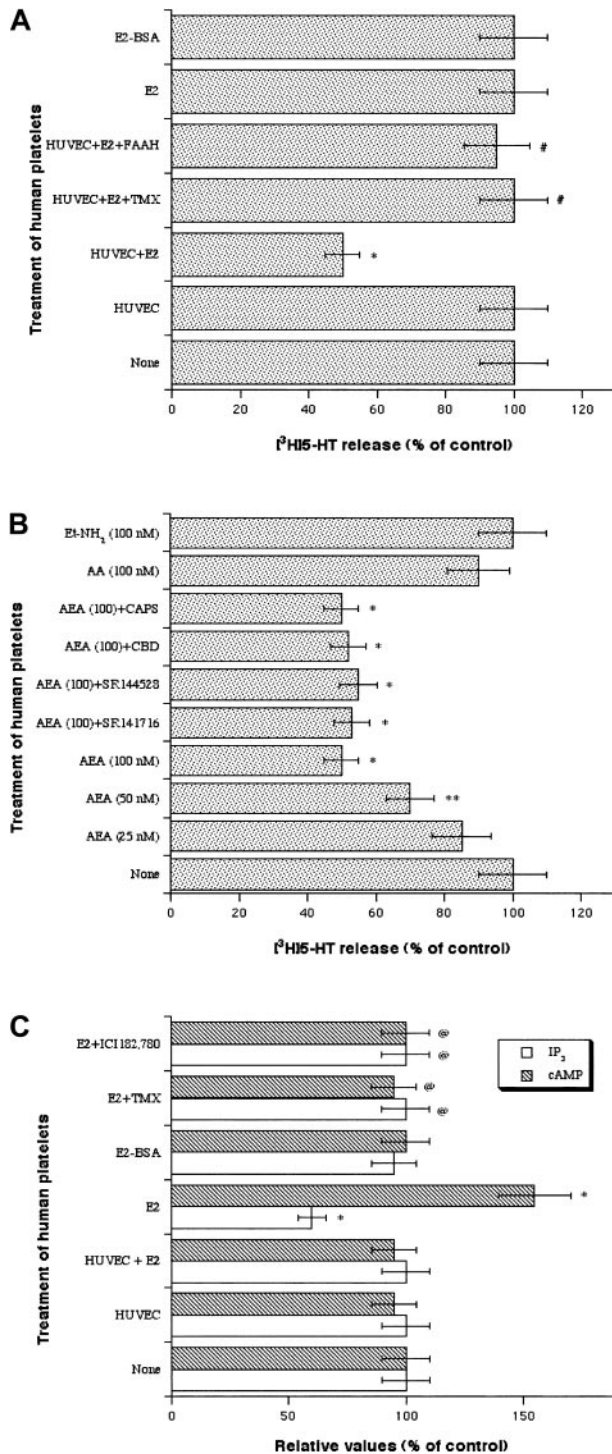 A
Treatment of human platelets
E2-BSA
E2
HUVEC+E2+FAAH
#
HUVEC+E2+TMX
#
HUVEC+E2
*
HUVEC
None
0 20 40 60 80 100 120
[³H]5-HT release (% of control)
B
Treatment of human platelets
Et-NH₂ (100 nM)
AA (100 nM)
AEA (100)+CAPS
*
AEA (100)+CBD
*
AEA (100)+SR144528
*
AEA (100)+SR141716
*
AEA (100 nM)
*
AEA (50 nM)
**
AEA (25 nM)
None
0 20 40 60 80 100 120
[³H]5-HT release (% of control)
C
Treatment of human platelets
E2+ICI182,780
@
@
IP₃
cAMP
E2+TMX
@
@
E2-BSA
E2
*
*
HUVEC + E2
HUVEC
None
0 50 100 150
Relative values (% of control)